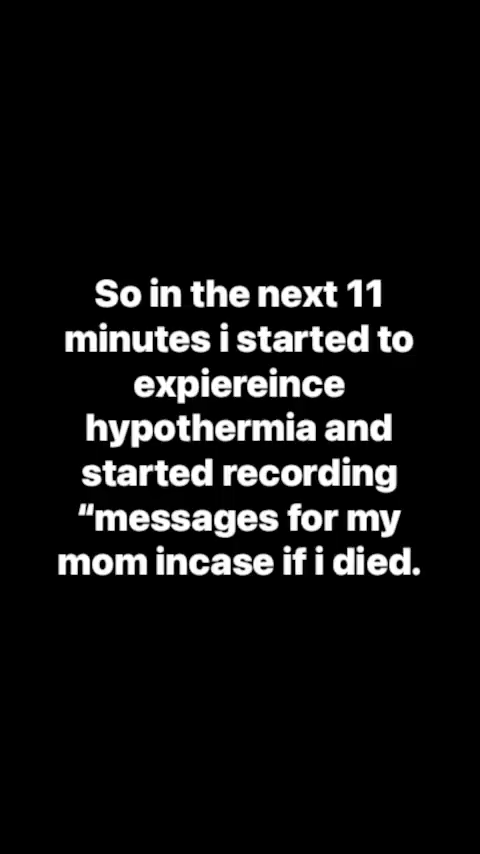 So in the next 11
minutes i started to
expiereince
hypothermia and
started recording
“messages for my
mom incase if i died.